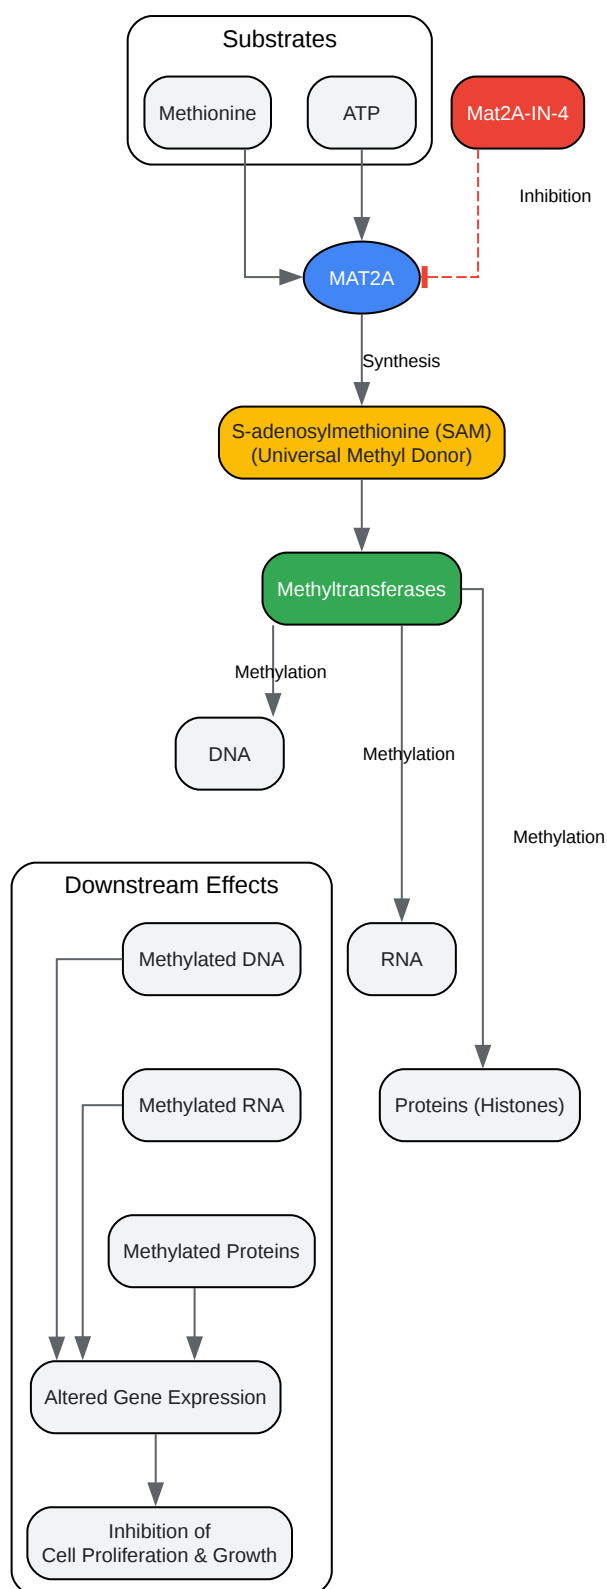 Substrates
Methionine
ATP
Mat2A-IN-4
Inhibition
MAT2A
Synthesis
S-adenosylmethionine (SAM)
(Universal Methyl Donor)
Methyltransferases
Methylation
DNA
Methylation
Methylation
Downstream Effects
Methylated DNA
RNA
Methylated RNA
Proteins (Histones)
Methylated Proteins
Altered Gene Expression
Inhibition of
Cell Proliferation & Growth